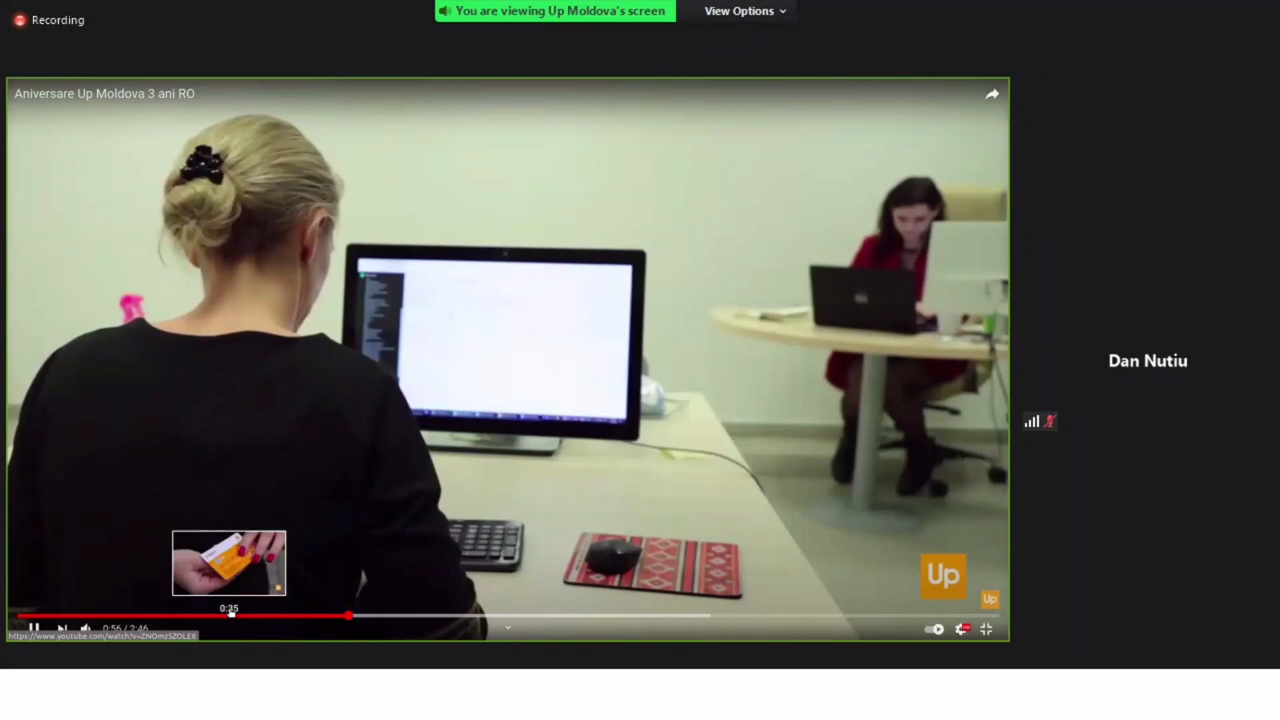 Recording
You are viewing Up Moldova's screen
View Options
Aniversare Up Moldova 3 ani RO
Dan Nutiu
Up
Up
0:35
0:56 / 2:46